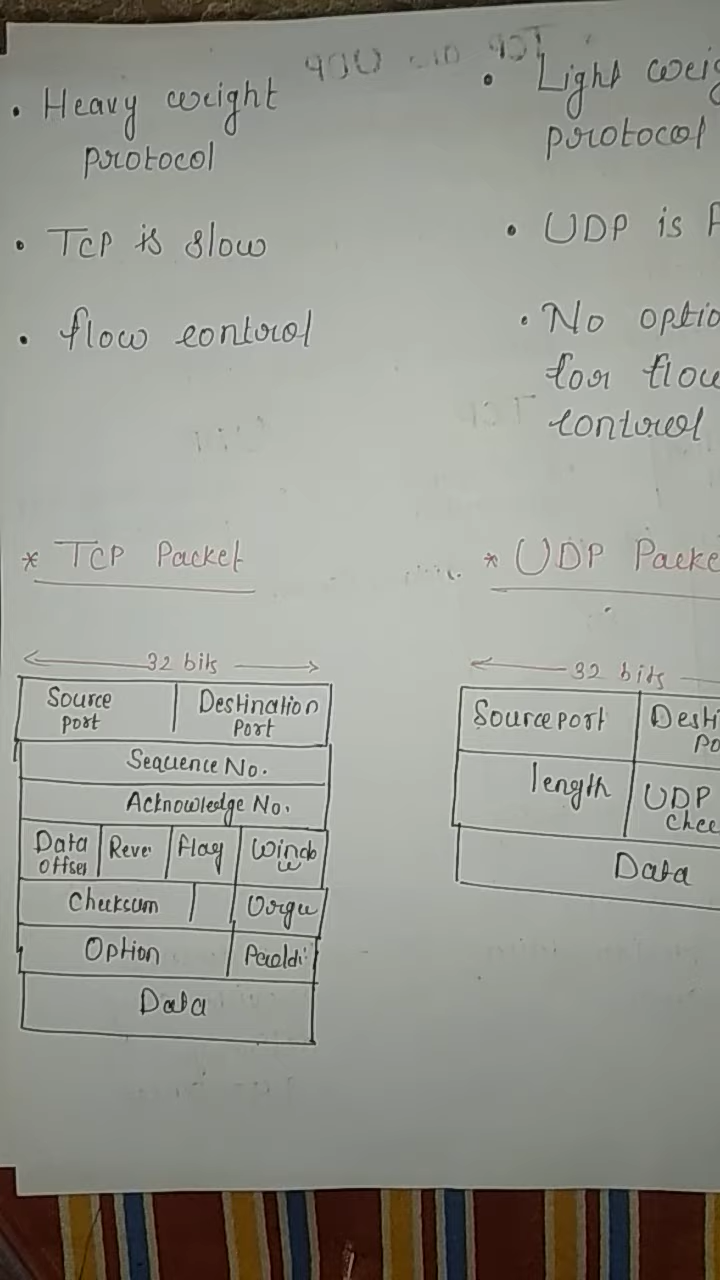 • Heavy weight
protocol
• TCP is slow
• flow control
• Light weig
protocol
• UDP is F
• No optio
for flow
control
* TCP Packet
32 bits
Source
port
Destination
Port
Sequence No.
Acknowledge No.
Data
offset
Reve
flag
Windo
w
Checksum
Urgu
Option
Paddi
Data
* UDP Packe
32 bits
Source port
Desti
Po
length
UDP
Chec
Data